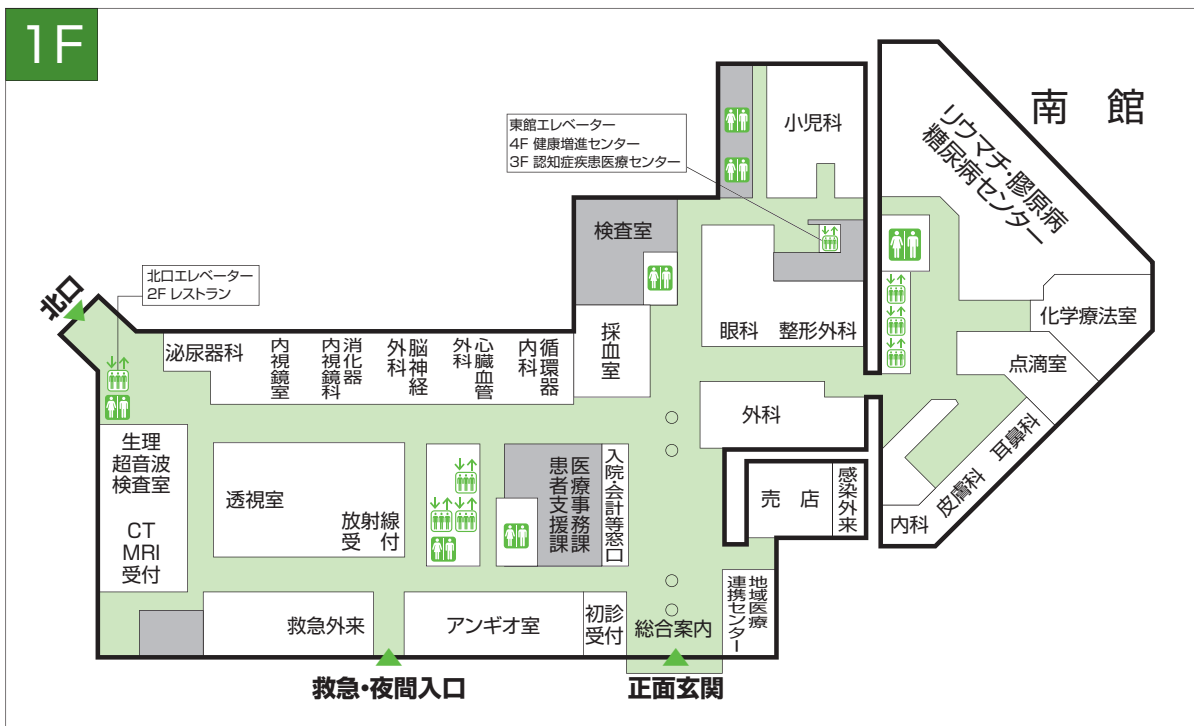 1F
南 館
リウマチ・膠原病
糖尿病センター
小児科
東館エレベーター
4F 健康増進センター
3F 認知症疾患医療センター
検査室
北口エレベーター
2F レストラン
北口
化学療法室
点滴室
耳鼻科
皮膚科
内科
眼科
整形外科
採血室
泌尿器科
内視鏡室
消化器
内視鏡科
脳神経
外科
心臓血管
外科
循環器
内科
外科
売 店
感染外来
生理
超音波
検査室
CT
MRI
受付
透視室
放射線
受 付
医療事務課
患者支援課
入院・会計等窓口
救急外来
アンギオ室
初診
受付
総合案内
地域医療
連携センター
救急・夜間入口
正面玄関